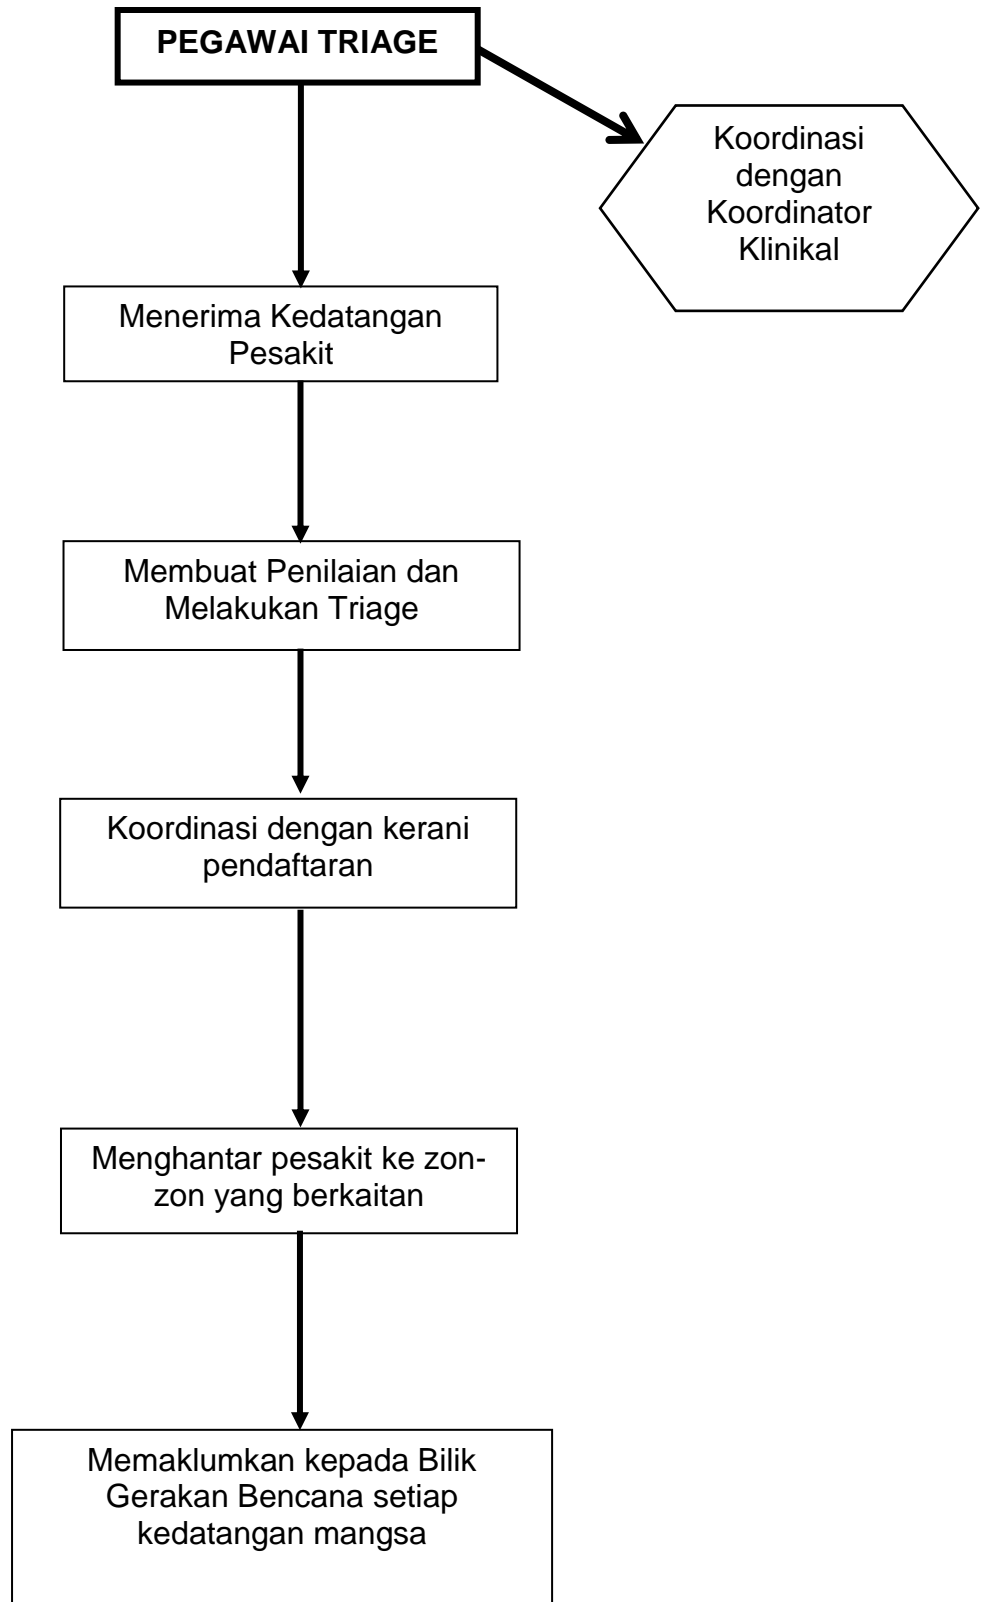 PEGAWAI TRIAGE
Koordinasi
dengan
Koordinator
Klinikal
Menerima Kedatangan
Pesakit
Membuat Penilaian dan
Melakukan Triage
Koordinasi dengan kerani
pendaftaran
Menghantar pesakit ke zon-
zon yang berkaitan
Memaklumkan kepada Bilik
Gerakan Bencana setiap
kedatangan mangsa